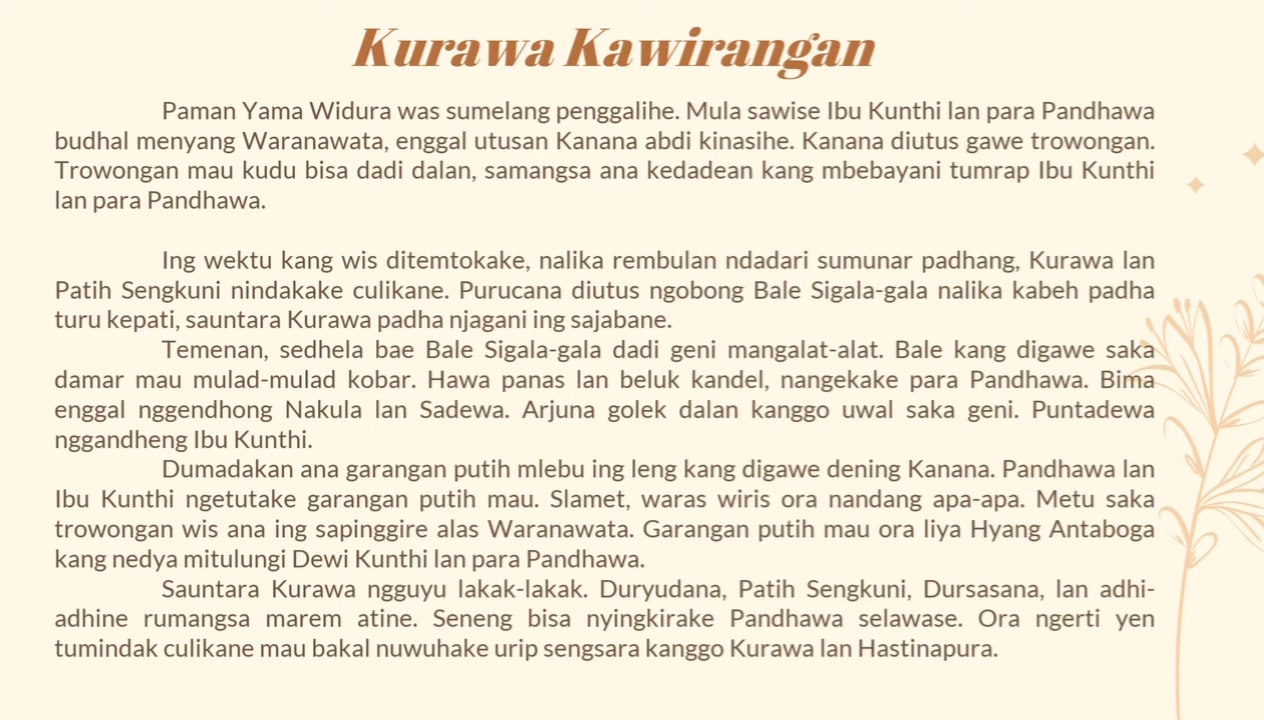 Kurawa Kawirangan
Paman Yama Widura was sumelang penggalihe. Mula sawise Ibu Kunthi lan para Pandhawa
budhal menyang Waranawata, enggal utusan Kanana abdi kinasihe. Kanana diutus gawe trowongan.
Trowongan mau kudu bisa dadi dalan, samangsa ana kedadean kang mbebayani tumrap Ibu Kunthi
lan para Pandhawa.
Ing wektu kang wis ditemtokake, nalika rembulan ndadari sumunar padhang, Kurawa lan
Patih Sengkuni nindakake culikane. Purucana diutus ngobong Bale Sigala-gala nalika kabeh padha
turu kepati, sauntara Kurawa padha njagani ing sajabane.
Temenan, sedhela bae Bale Sigala-gala dadi geni mangalat-alat. Bale kang digawe saka
damar mau mulad-mulad kobar. Hawa panas lan beluk kandel, nangekake para Pandhawa. Bima
enggal nggendhong Nakula lan Sadewa. Arjuna golek dalan kanggo uwal saka geni. Puntadewa
nggandheng Ibu Kunthi.
Dumadakan ana garangan putih mlebu ing leng kang digawe dening Kanana. Pandhawa lan
Ibu Kunthi ngetutake garangan putih mau. Slamet, waras wiris ora nandang apa-apa. Metu saka
trowongan wis ana ing sapinggire alas Waranawata. Garangan putih mau ora liya Hyang Antaboga
kang nedya mitulungi Dewi Kunthi lan para Pandhawa.
Sauntara Kurawa ngguyu lakak-lakak. Duryudana, Patih Sengkuni, Dursasana, lan adhi-
adhine rumangsa marem atine. Seneng bisa nyingkirake Pandhawa selawase. Ora ngerti yen
tumindak culikane mau bakal nuwuhake urip sengsara kanggo Kurawa lan Hastinapura.